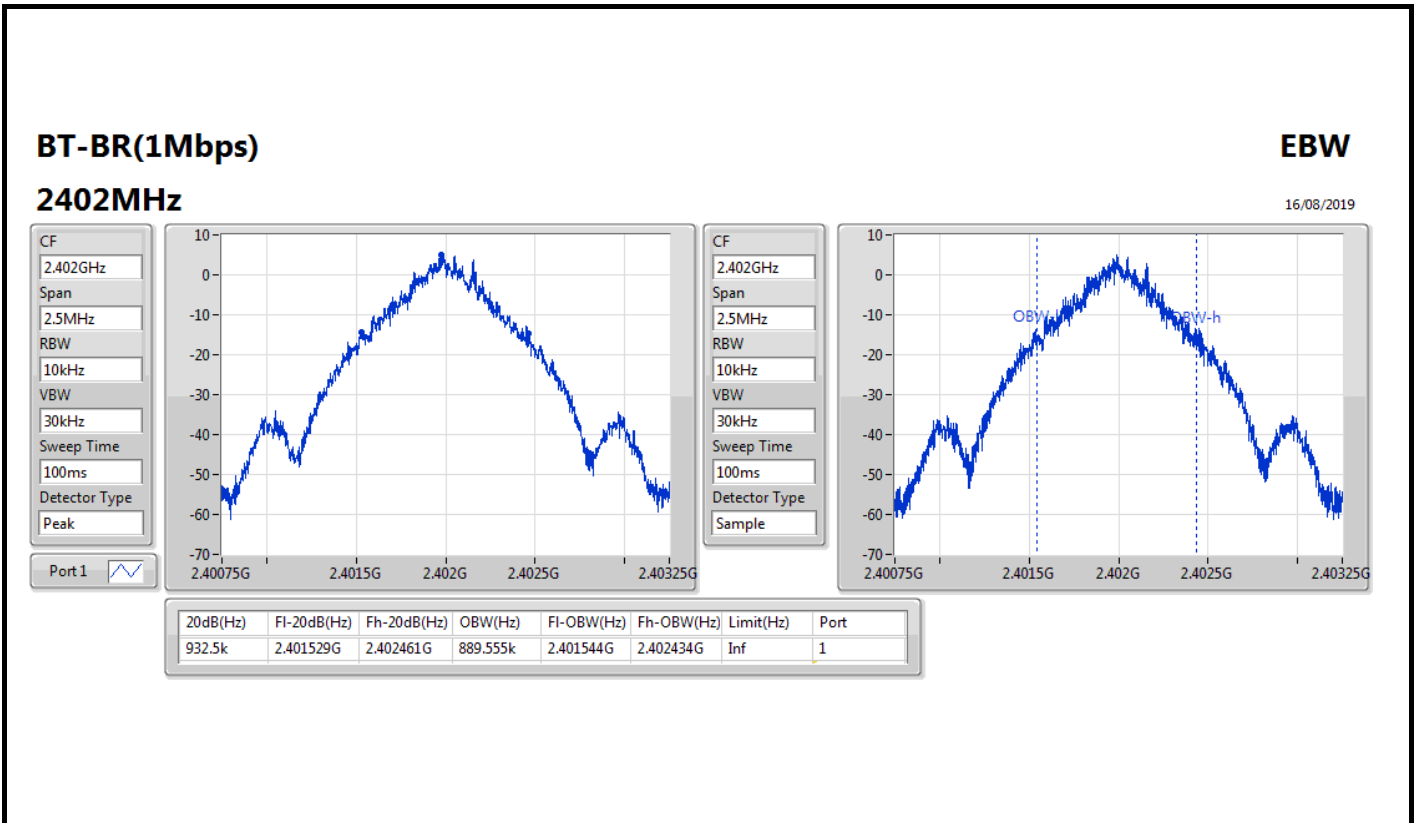 BT-BR(1Mbps)
EBW
2402MHz
16/08/2019
CF
2.402GHz
Span
2.5MHz
RBW
10kHz
VBW
30kHz
Sweep Time
100ms
Detector Type
Peak
Port 1
10
0
-10
-20
-30
-40
-50
-60
-70
2.40075G 2.4015G 2.402G 2.4025G 2.40325G
CF
2.402GHz
Span
2.5MHz
RBW
10kHz
VBW
30kHz
Sweep Time
100ms
Detector Type
Sample
10
0
-10
-20
-30
-40
-50
-60
-70
OBW-h
2.40075G 2.4015G 2.402G 2.4025G 2.40325G
20dB(Hz) Fl-20dB(Hz) Fh-20dB(Hz) OBW(Hz) Fl-OBW(Hz) Fh-OBW(Hz) Limit(Hz) Port
932.5k 2.401529G 2.402461G 889.555k 2.401544G 2.402434G Inf 1